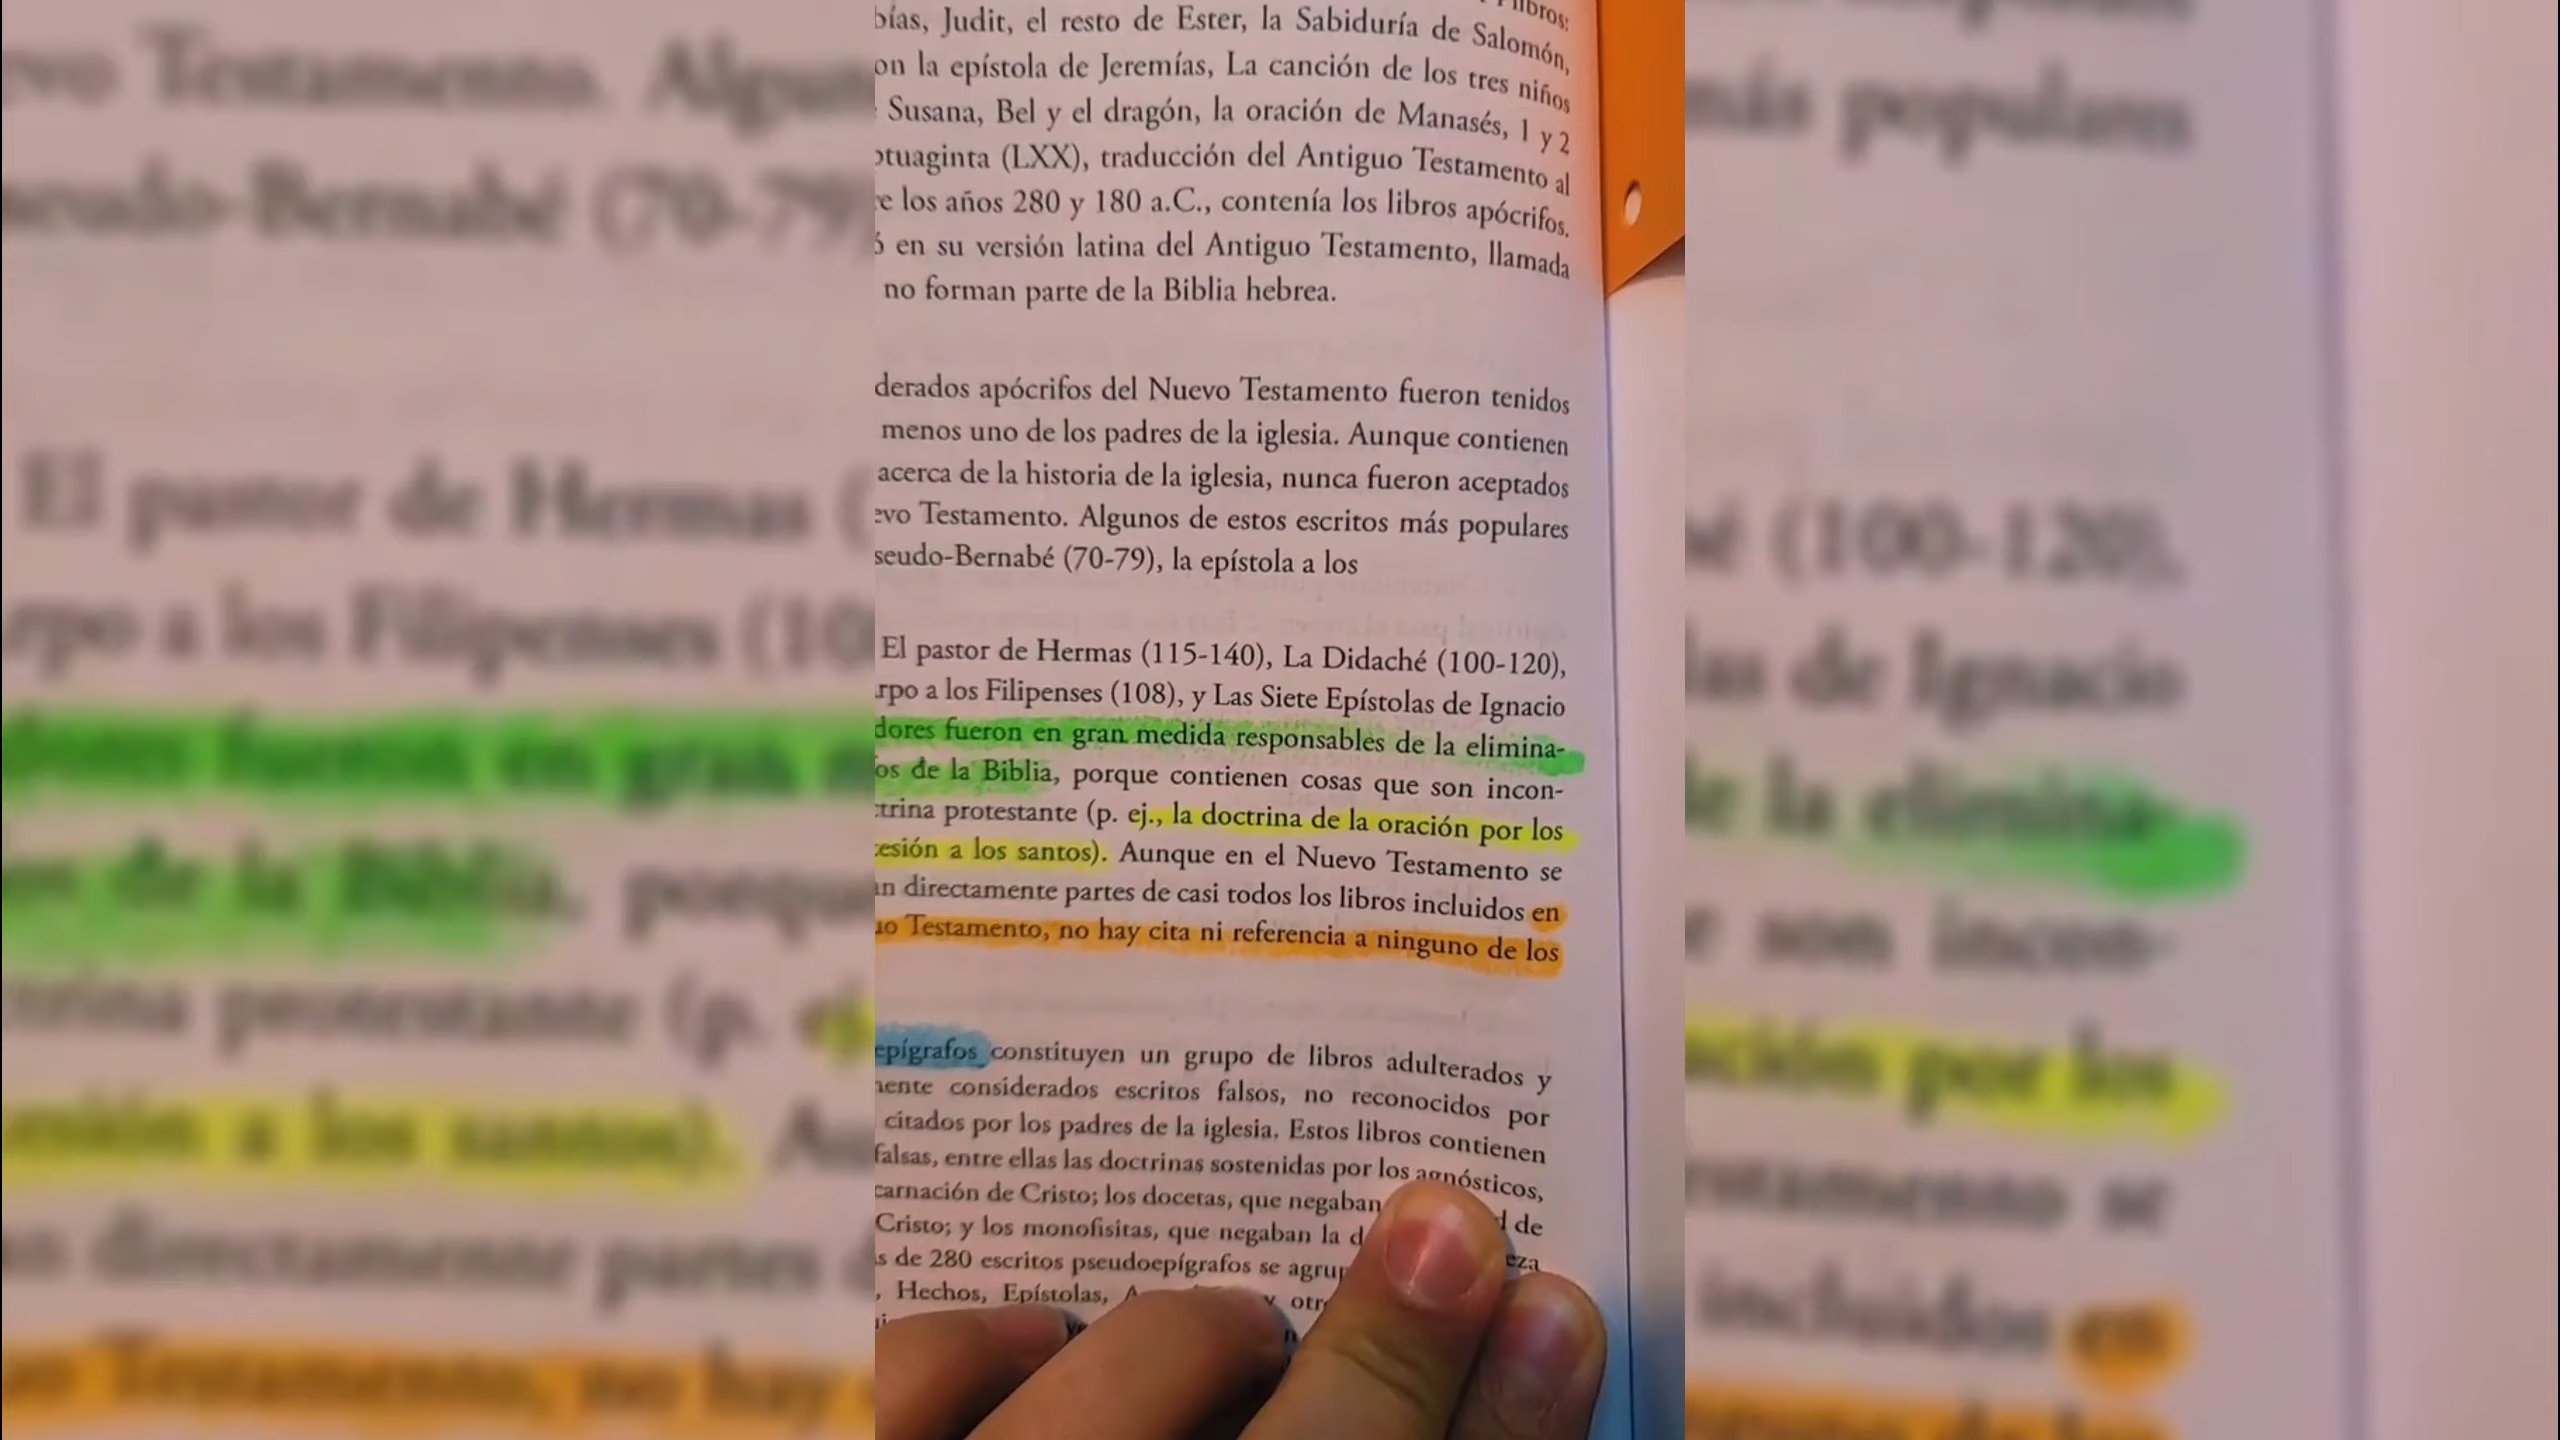 libros:
bías, Judit, el resto de Ester, la Sabiduría de Salomón,
on la epístola de Jeremías, La canción de los tres niños
Susana, Bel y el dragón, la oración de Manasés, 1 y 2
otuaginta (LXX), traducción del Antiguo Testamento al
re los años 280 y 180 a.C., contenía los libros apócrifos.
ó en su versión latina del Antiguo Testamento, llamada
no forman parte de la Biblia hebrea.
derados apócrifos del Nuevo Testamento fueron tenidos
menos uno de los padres de la iglesia. Aunque contienen
acerca de la historia de la iglesia, nunca fueron aceptados
evo Testamento. Algunos de estos escritos más populares
seudo-Bernabé (70-79), la epístola a los
El pastor de Hermas (115-140), La Didaché (100-120),
rpo a los Filipenses (108), y Las Siete Epístolas de Ignacio
dores fueron en gran medida responsables de la elimina-
os de la Biblia, porque contienen cosas que son incon-
trina protestante (p. ej., la doctrina de la oración por los
cesión a los santos). Aunque en el Nuevo Testamento se
an directamente partes de casi todos los libros incluidos en
uo Testamento, no hay cita ni referencia a ninguno de los
epígrafos constituyen un grupo de libros adulterados y
mente considerados escritos falsos, no reconocidos por
citados por los padres de la iglesia. Estos libros contienen
falsas, entre ellas las doctrinas sostenidas por los agnósticos,
carnación de Cristo; los docetas, que negaban d de
Cristo; y los monofisitas, que negaban la d eza
s de 280 escritos pseudoepígrafos se agrup
, Hechos, Epístolas, y otr